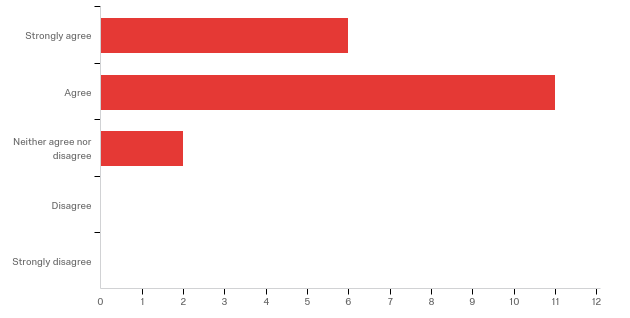 Strongly agree
Agree
Neither agree nor
disagree
Disagree
Strongly disagree
0 1 2 3 4 5 6 7 8 9 10 11 12